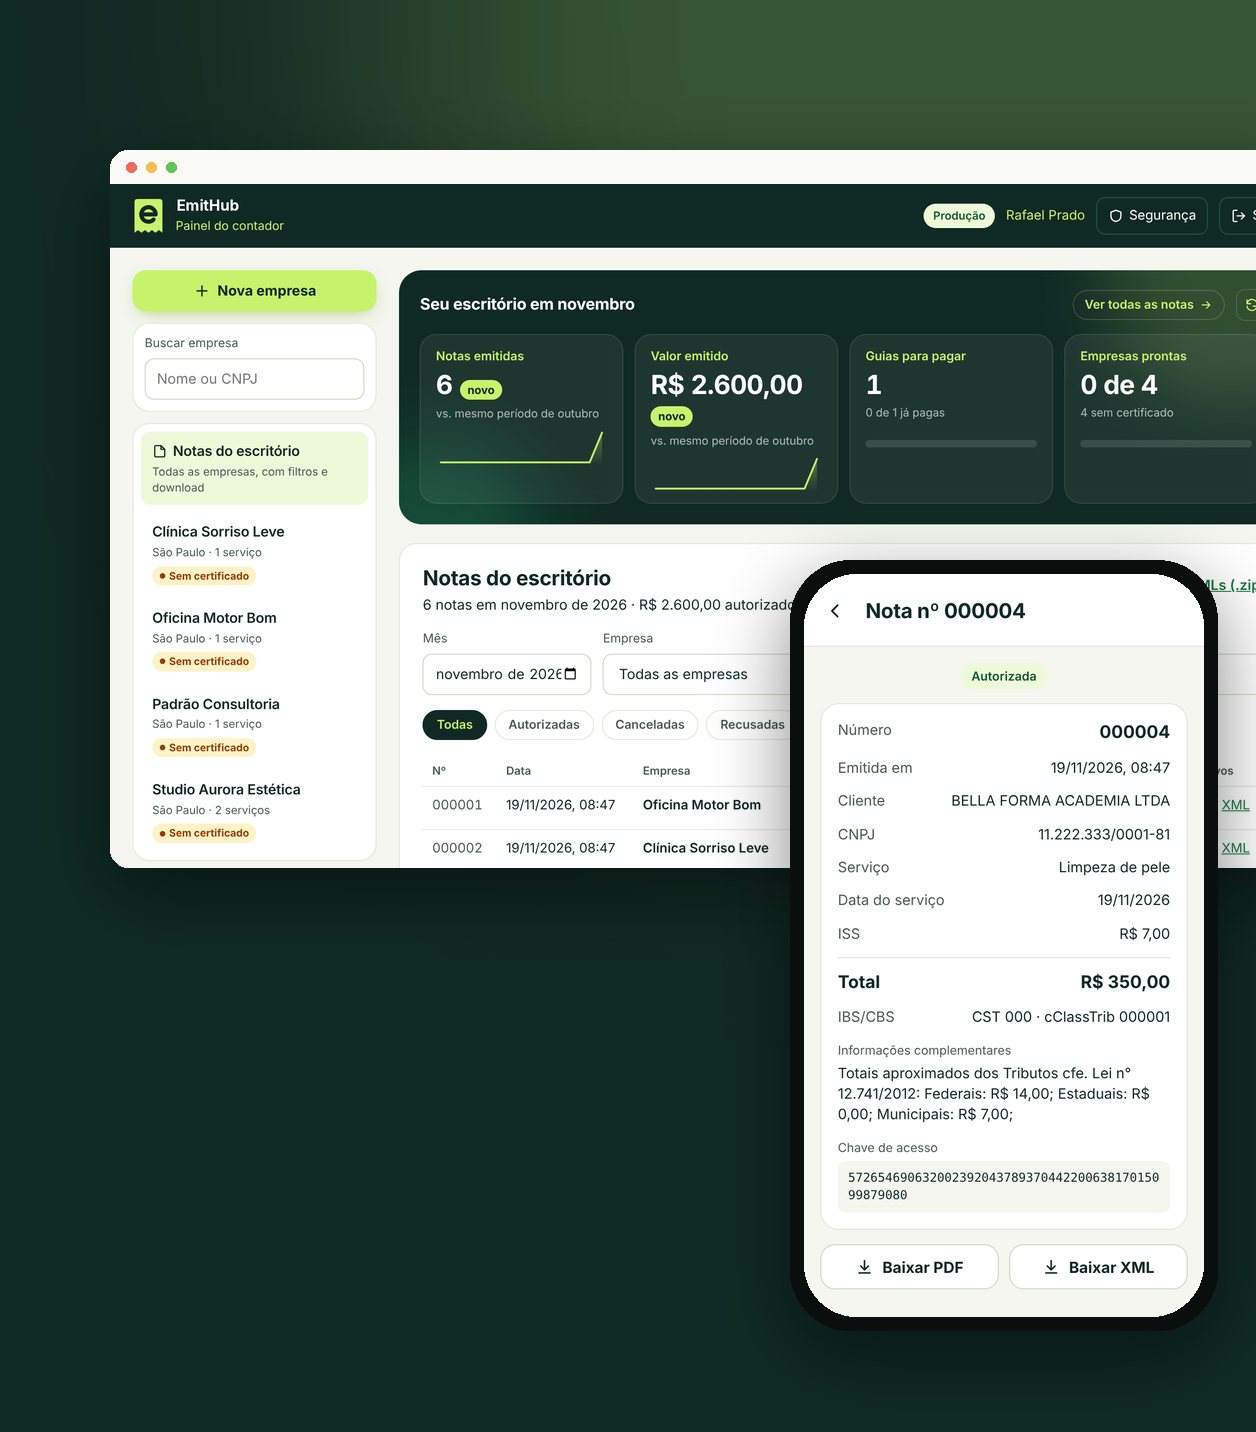 EmitHub
Painel do contador
Produção
Rafael Prado
Segurança
Nova empresa
Buscar empresa
Nome ou CNPJ
Notas do escritório
Todas as empresas, com filtros e
download
Clínica Sorriso Leve
São Paulo · 1 serviço
Sem certificado
Oficina Motor Bom
São Paulo · 1 serviço
Sem certificado
Padrão Consultoria
São Paulo · 1 serviço
Sem certificado
Studio Aurora Estética
São Paulo · 2 serviços
Sem certificado
Seu escritório em novembro
Ver todas as notas →
Notas emitidas
6 novo
vs. mesmo período de outubro
Valor emitido
R$ 2.600,00
novo
vs. mesmo período de outubro
Guias para pagar
1
0 de 1 já pagas
Empresas prontas
0 de 4
4 sem certificado
Notas do escritório
6 notas em novembro de 2026 · R$ 2.600,00
MLs (.zip
Mês
novembro de 2026
Empresa
Todas as empresas
Todas
Autorizadas
Canceladas
Recusadas
Nº
Data
Empresa
000001
19/11/2026, 08:47
Oficina Motor Bom
XML
000002
19/11/2026, 08:47
Clínica Sorriso Leve
XML
Nota nº 000004
Autorizada
Número 000004
Emitida em 19/11/2026, 08:47
Cliente BELLA FORMA ACADEMIA LTDA
CNPJ 11.222.333/0001-81
Serviço Limpeza de pele
Data do serviço 19/11/2026
ISS R$ 7,00
Total R$ 350,00
IBS/CBS CST 000 · cClassTrib 000001
Informações complementares
Totais aproximados dos Tributos cfe. Lei n°
12.741/2012: Federais: R$ 14,00; Estaduais: R$
0,00; Municipais: R$ 7,00;
Chave de acesso
572654690632002392043789370442200638170150
99879080
Baixar PDF
Baixar XML